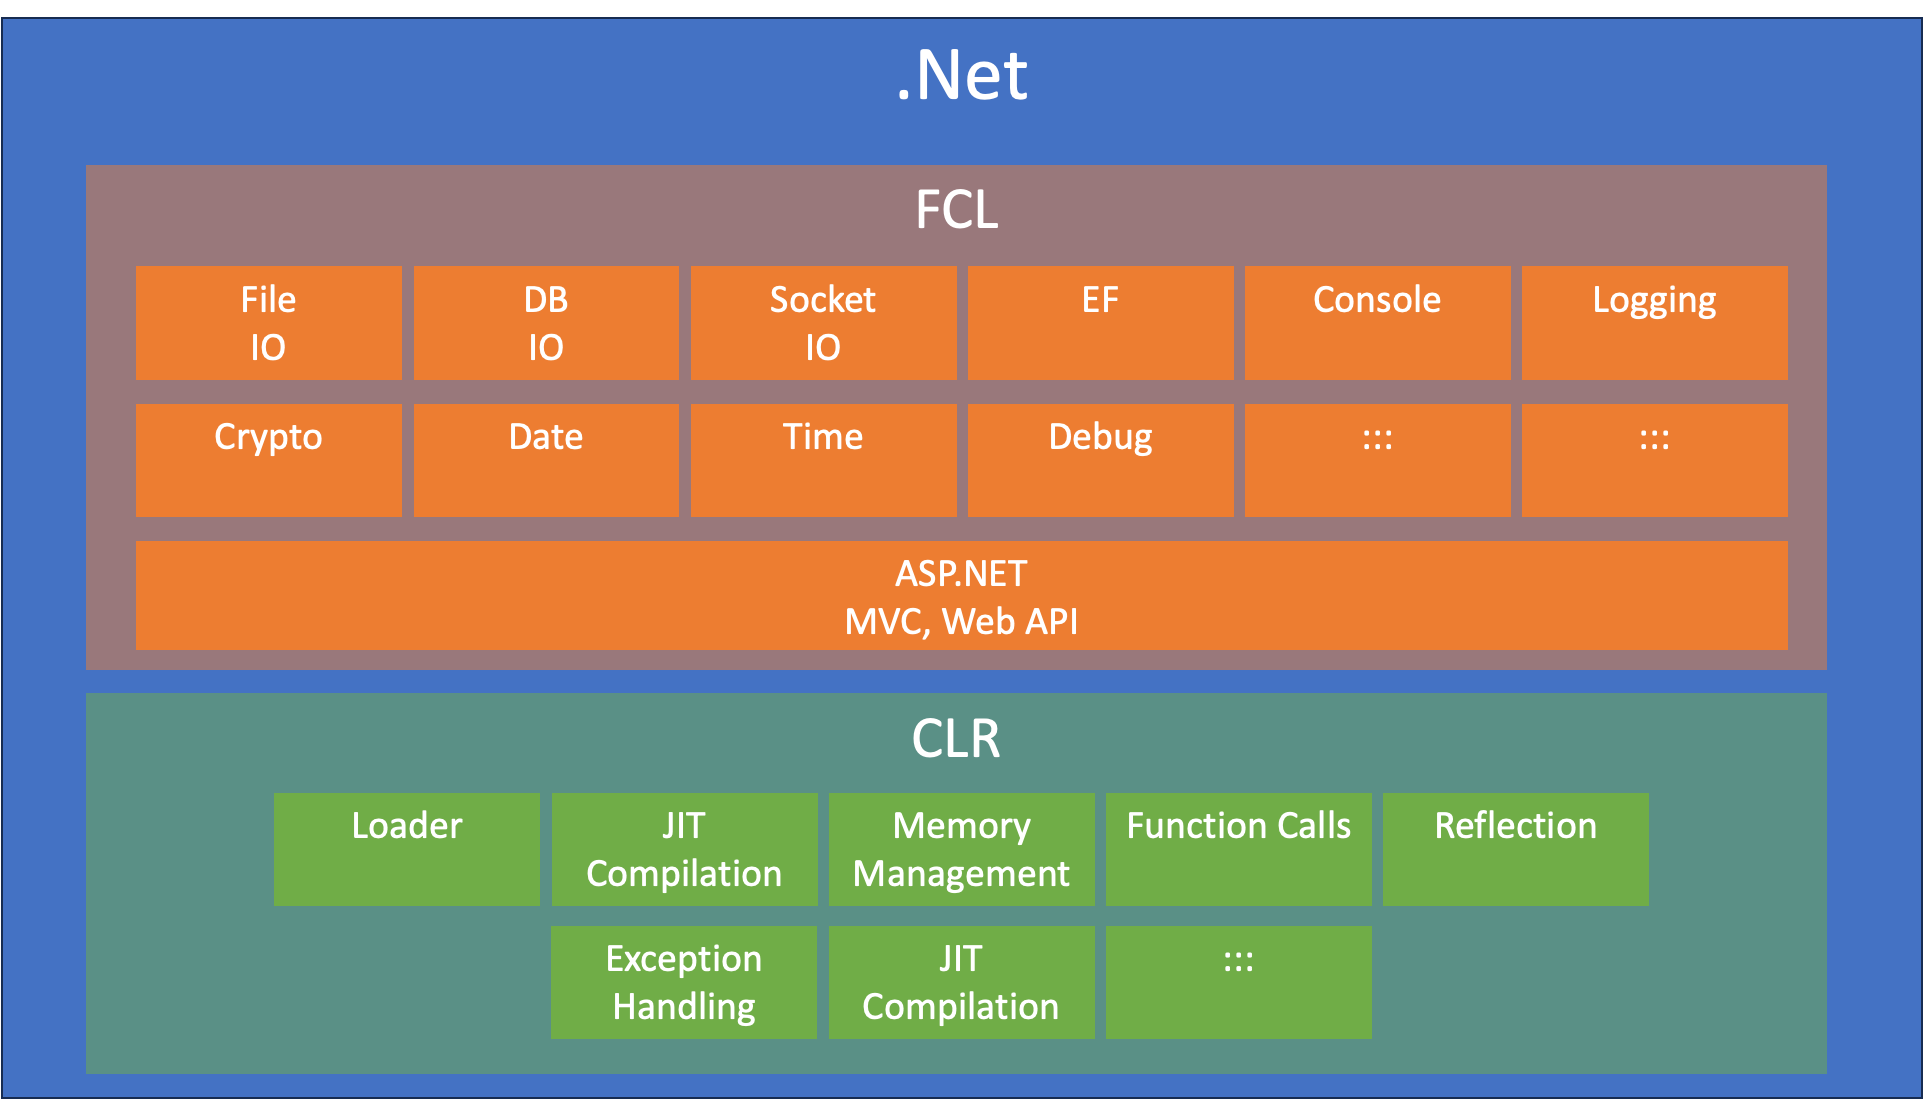 .Net
FCL
File
IO
DB
IO
Socket
IO
EF
Console
Logging
Crypto
Date
Time
Debug
:::
:::
ASP.NET
MVC, Web API
CLR
Loader
JIT
Compilation
Memory
Management
Function Calls
Reflection
Exception
Handling
JIT
Compilation
:::